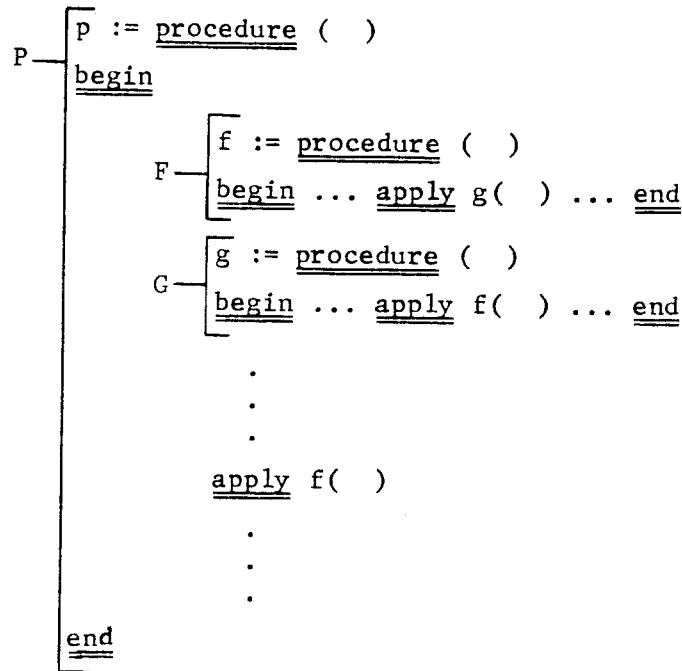 p := procedure ( )
P
begin
f := procedure ( )
F
begin ... apply g( ) ... end
g := procedure ( )
G
begin ... apply f( ) ... end
.
.
.
apply f( )
.
.
.
end